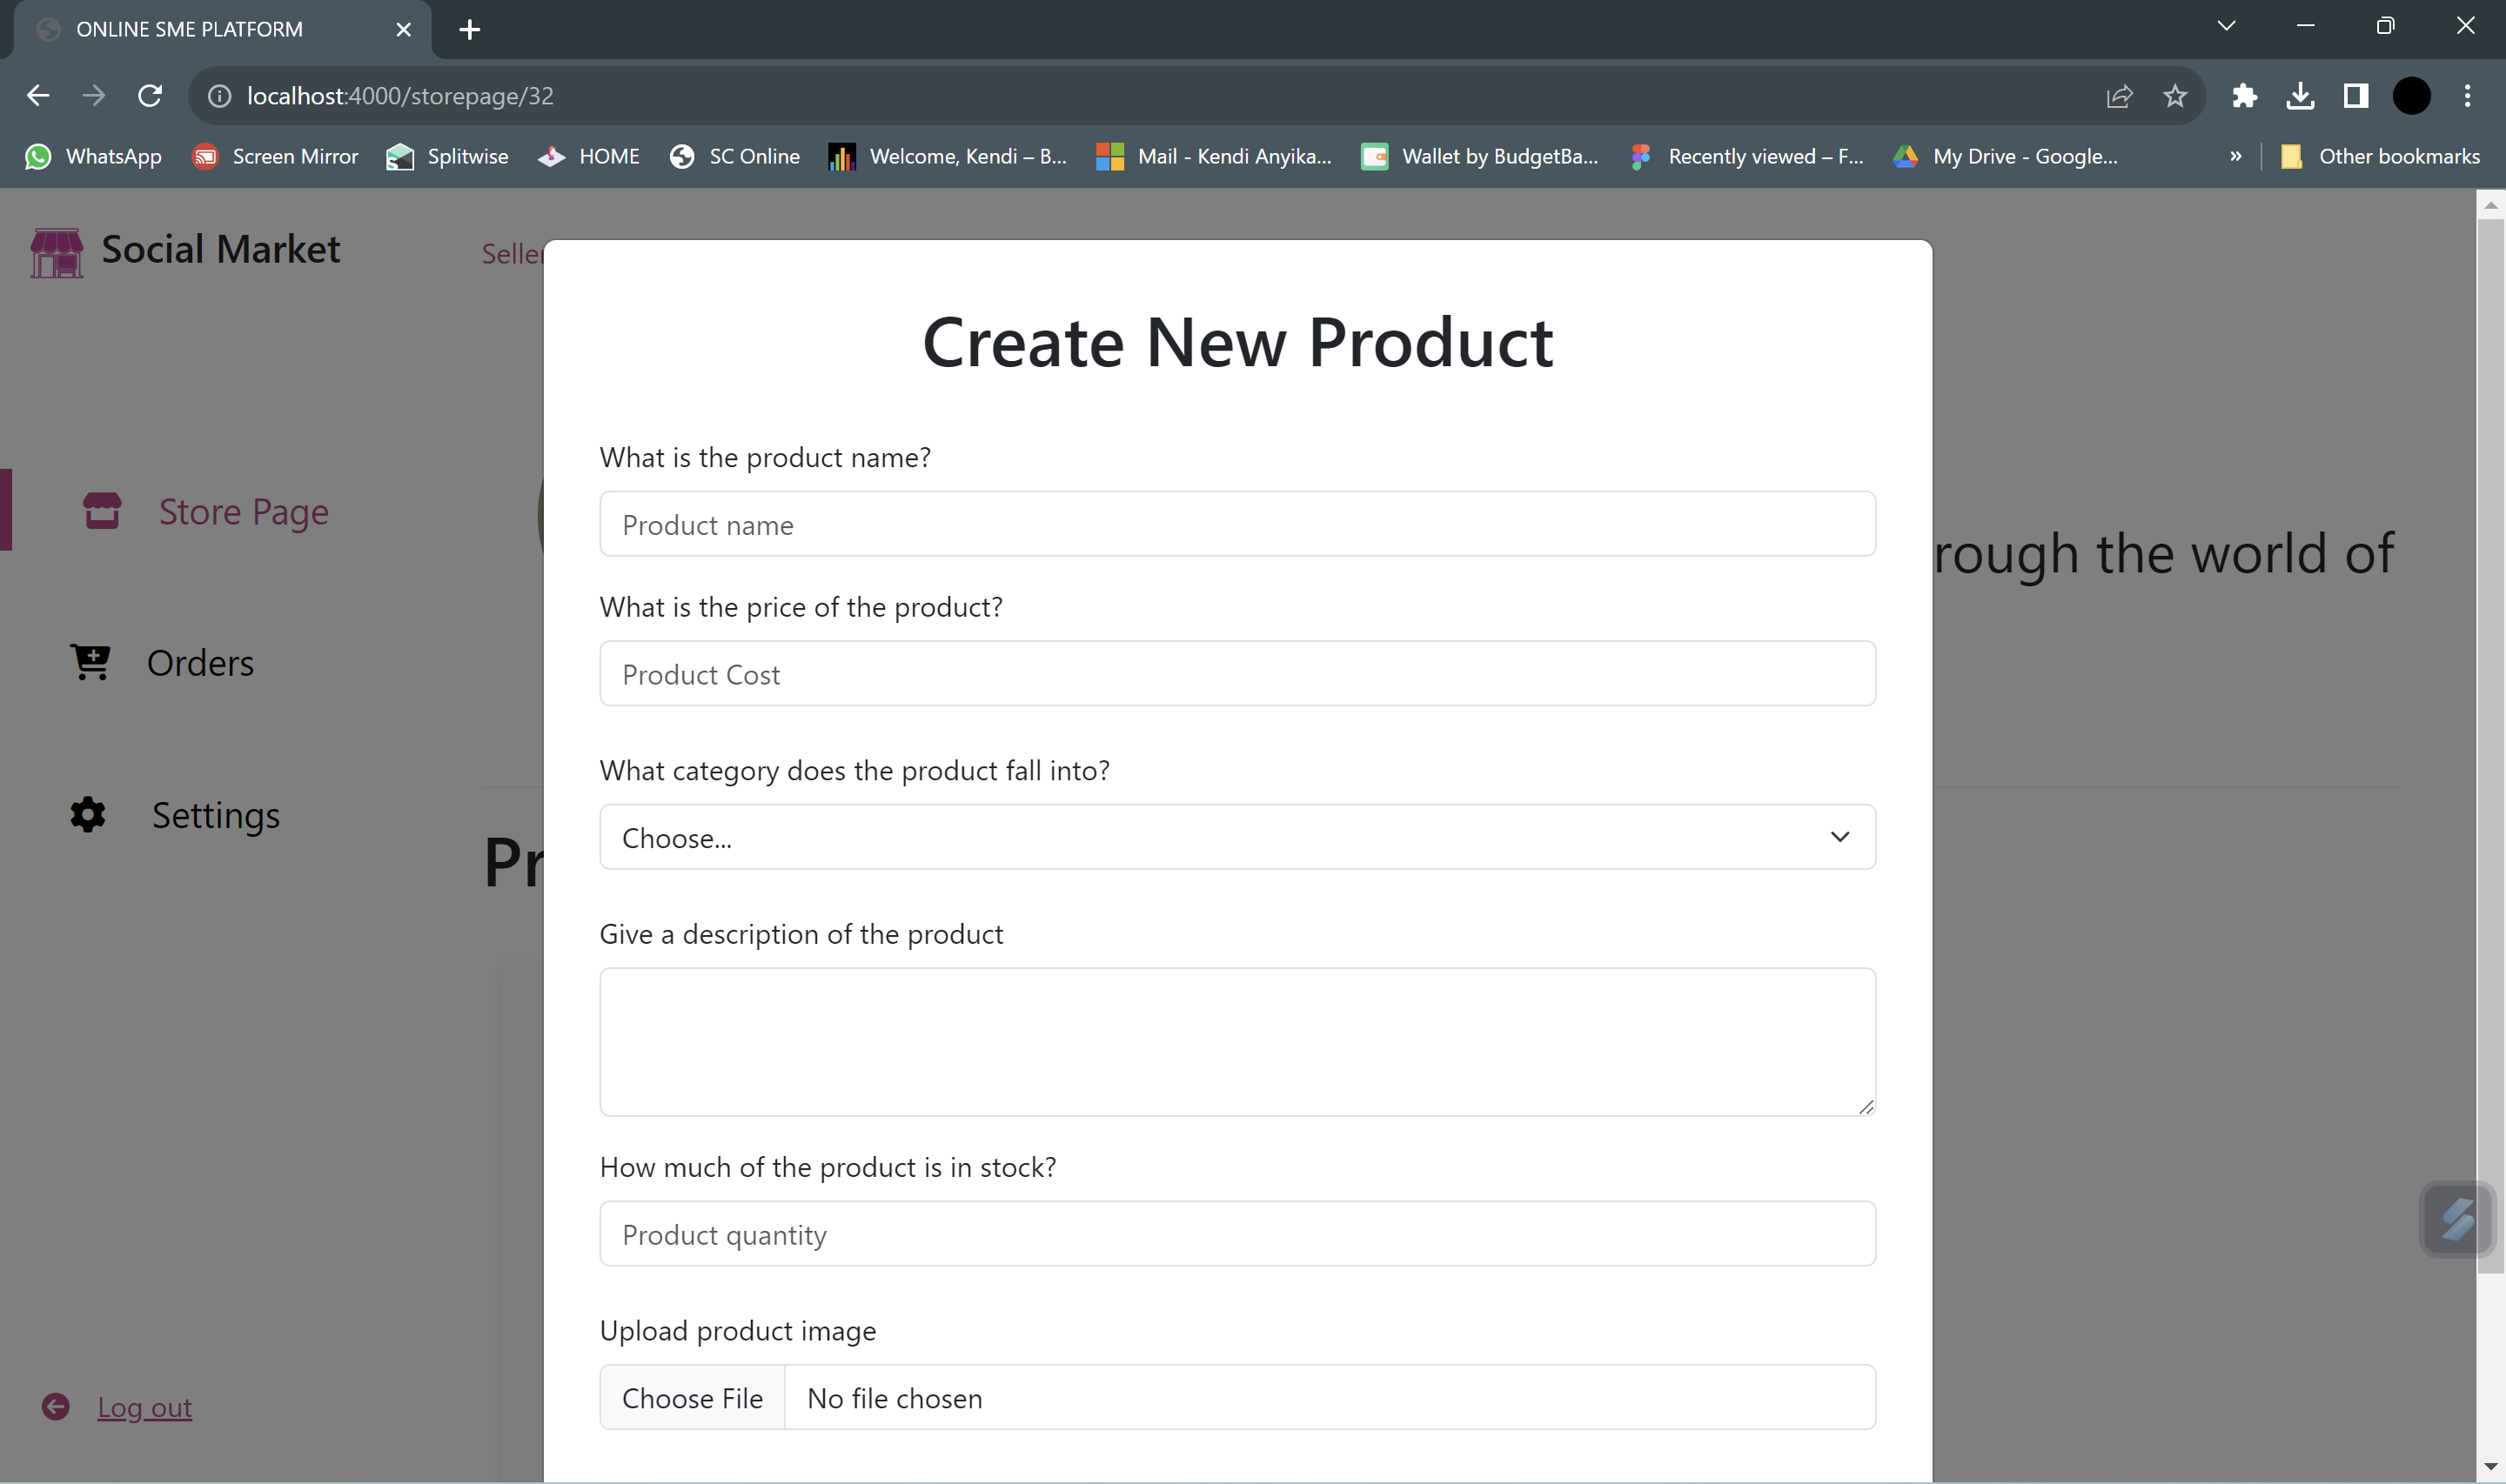 ONLINE SME PLATFORM
localhost:4000/storepage/32
WhatsApp
Screen Mirror
Splitwise
HOME
SC Online
Welcome, Kendi – B...
Mail - Kendi Anyika...
Wallet by BudgetBa...
Recently viewed – F...
My Drive - Google...
»
Other bookmarks
Social Market
Store Page
Orders
Settings
Log out
Seller
rough the world of
Pr
Create New Product
What is the product name?
Product name
What is the price of the product?
Product Cost
What category does the product fall into?
Choose...
Give a description of the product
How much of the product is in stock?
Product quantity
Upload product image
Choose File No file chosen